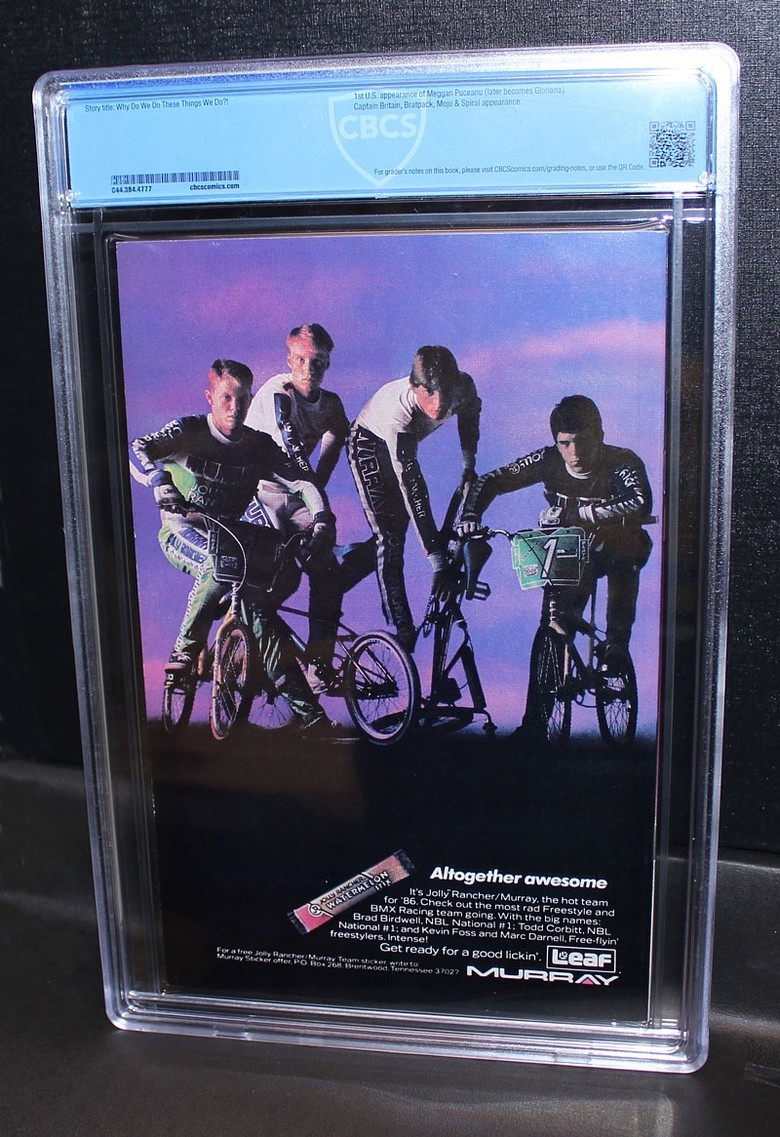 Story title: Why Do We Do These Things We Do?!
1st U.S. appearance of Meggan Puceanu (later becomes Gloriana).
Captain Britain, Bratpack, Mojo & Spiral appearance.
CBCS
044.384.4777
cbcscomics.com
For grader's notes on this book, please visit CBCScomics.com/grading-notes, or use the QR Code.
1
JOLLY RANCHER
WATERMELON
STIX
Altogether awesome
It's Jolly Rancher/Murray, the hot team
for '86. Check out the most rad Freestyle and
BMX Racing team going. With the big names:
Brad Birdwell, NBL National #1; Todd Corbitt, NBL
National #1; and Kevin Foss and Marc Darnell, Free-flyin'
freestylers. Intense!
Get ready for a good lickin'.
Leaf
MURRAY
For a free Jolly Rancher/Murray Team sticker, write to
Murray Sticker offer, P.O. Box 268, Brentwood, Tennessee 37027